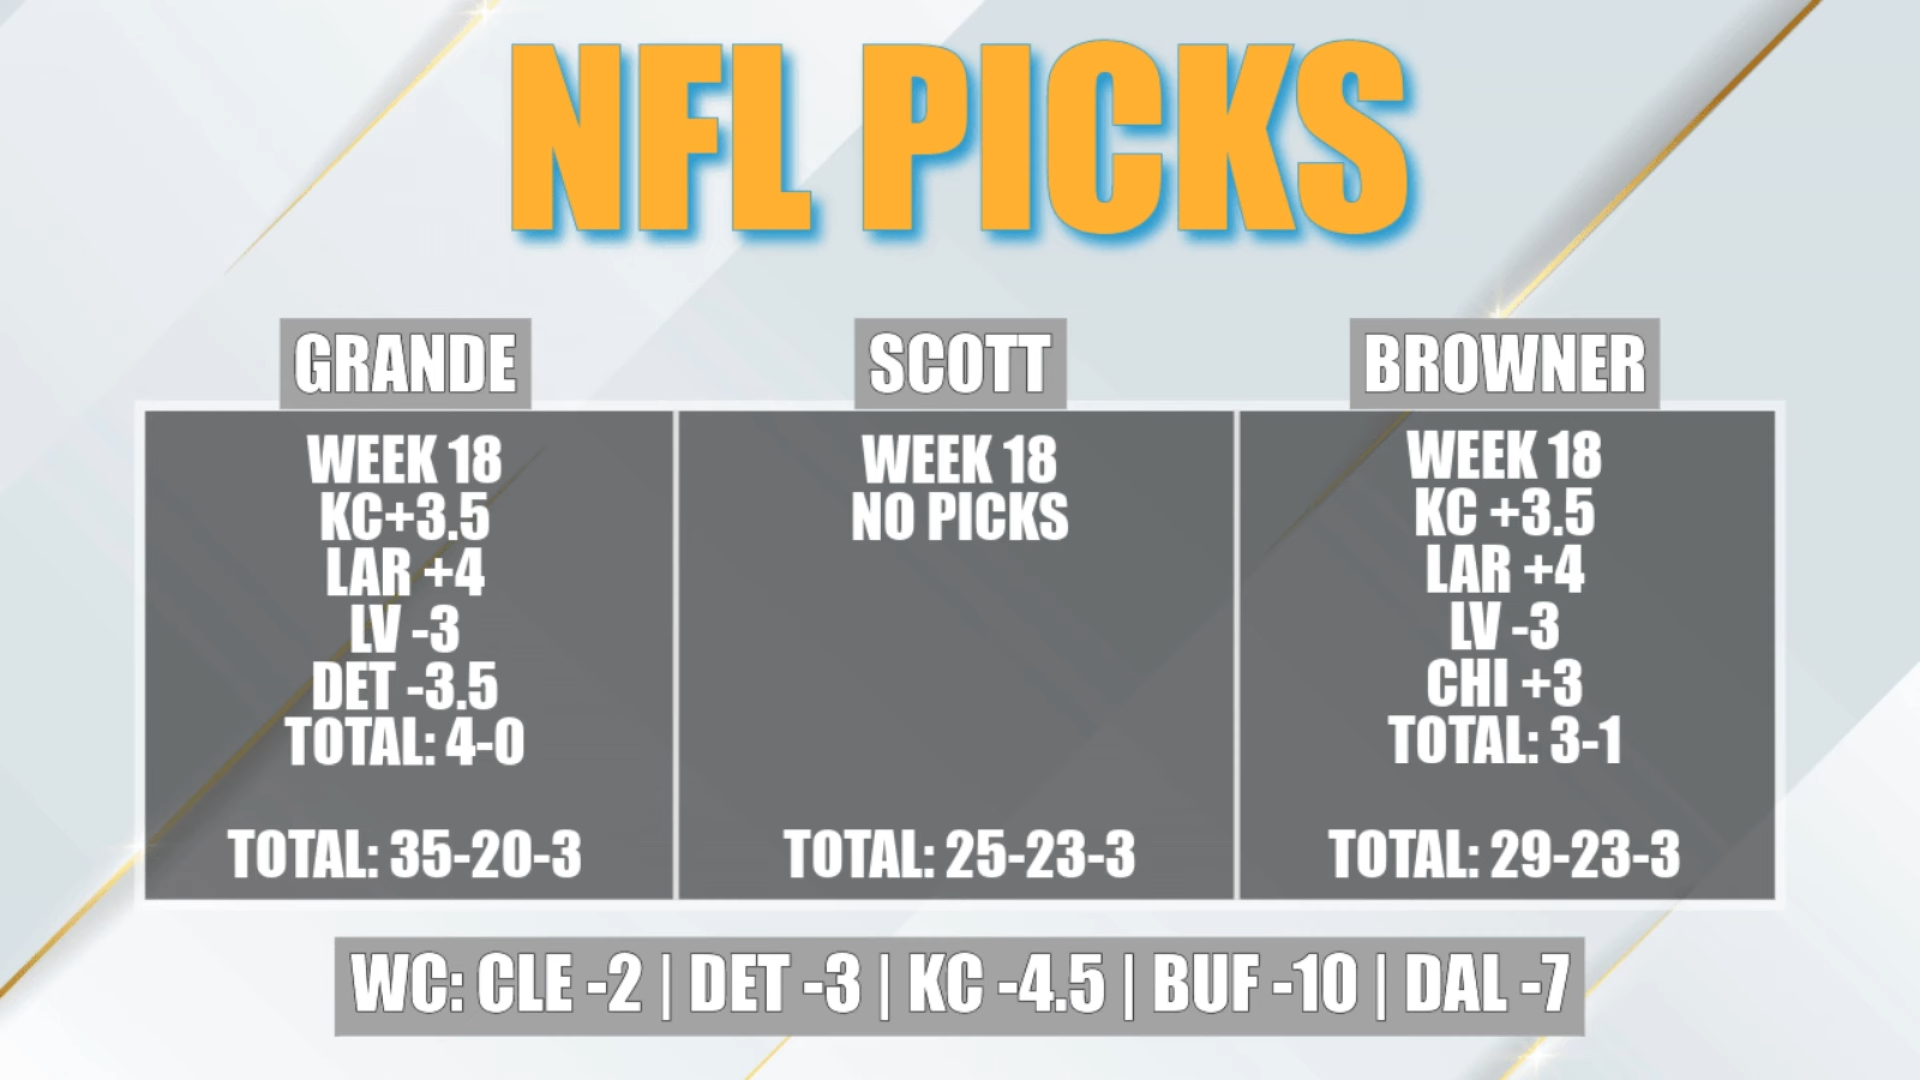 NFL PICKS
GRANDE
WEEK 18
KC+3.5
LAR +4
LV -3
DET -3.5
TOTAL: 4-0
TOTAL: 35-20-3
SCOTT
WEEK 18
NO PICKS
TOTAL: 25-23-3
BROWNER
WEEK 18
KC +3.5
LAR +4
LV -3
CHI +3
TOTAL: 3-1
TOTAL: 29-23-3
WC: CLE -2 | DET -3 | KC -4.5 | BUF -10 | DAL -7